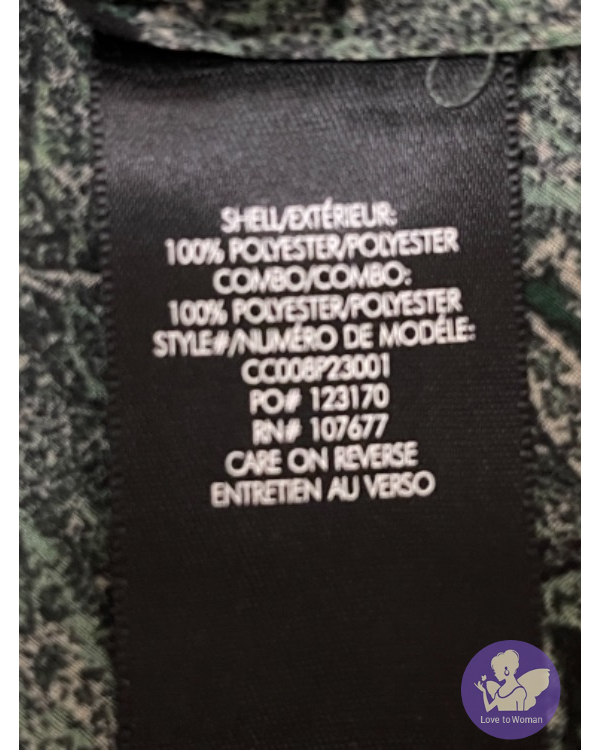 SHELL/EXTÉRIEUR:
100% POLYESTER/POLYESTER
COMBO/COMBO:
100% POLYESTER/POLYESTER
STYLE#/NUMÉRO DE MODÉLE:
CC008P23001
PO# 123170
RN# 107677
CARE ON REVERSE
ENTRETIEN AU VERSO
Love to Woman